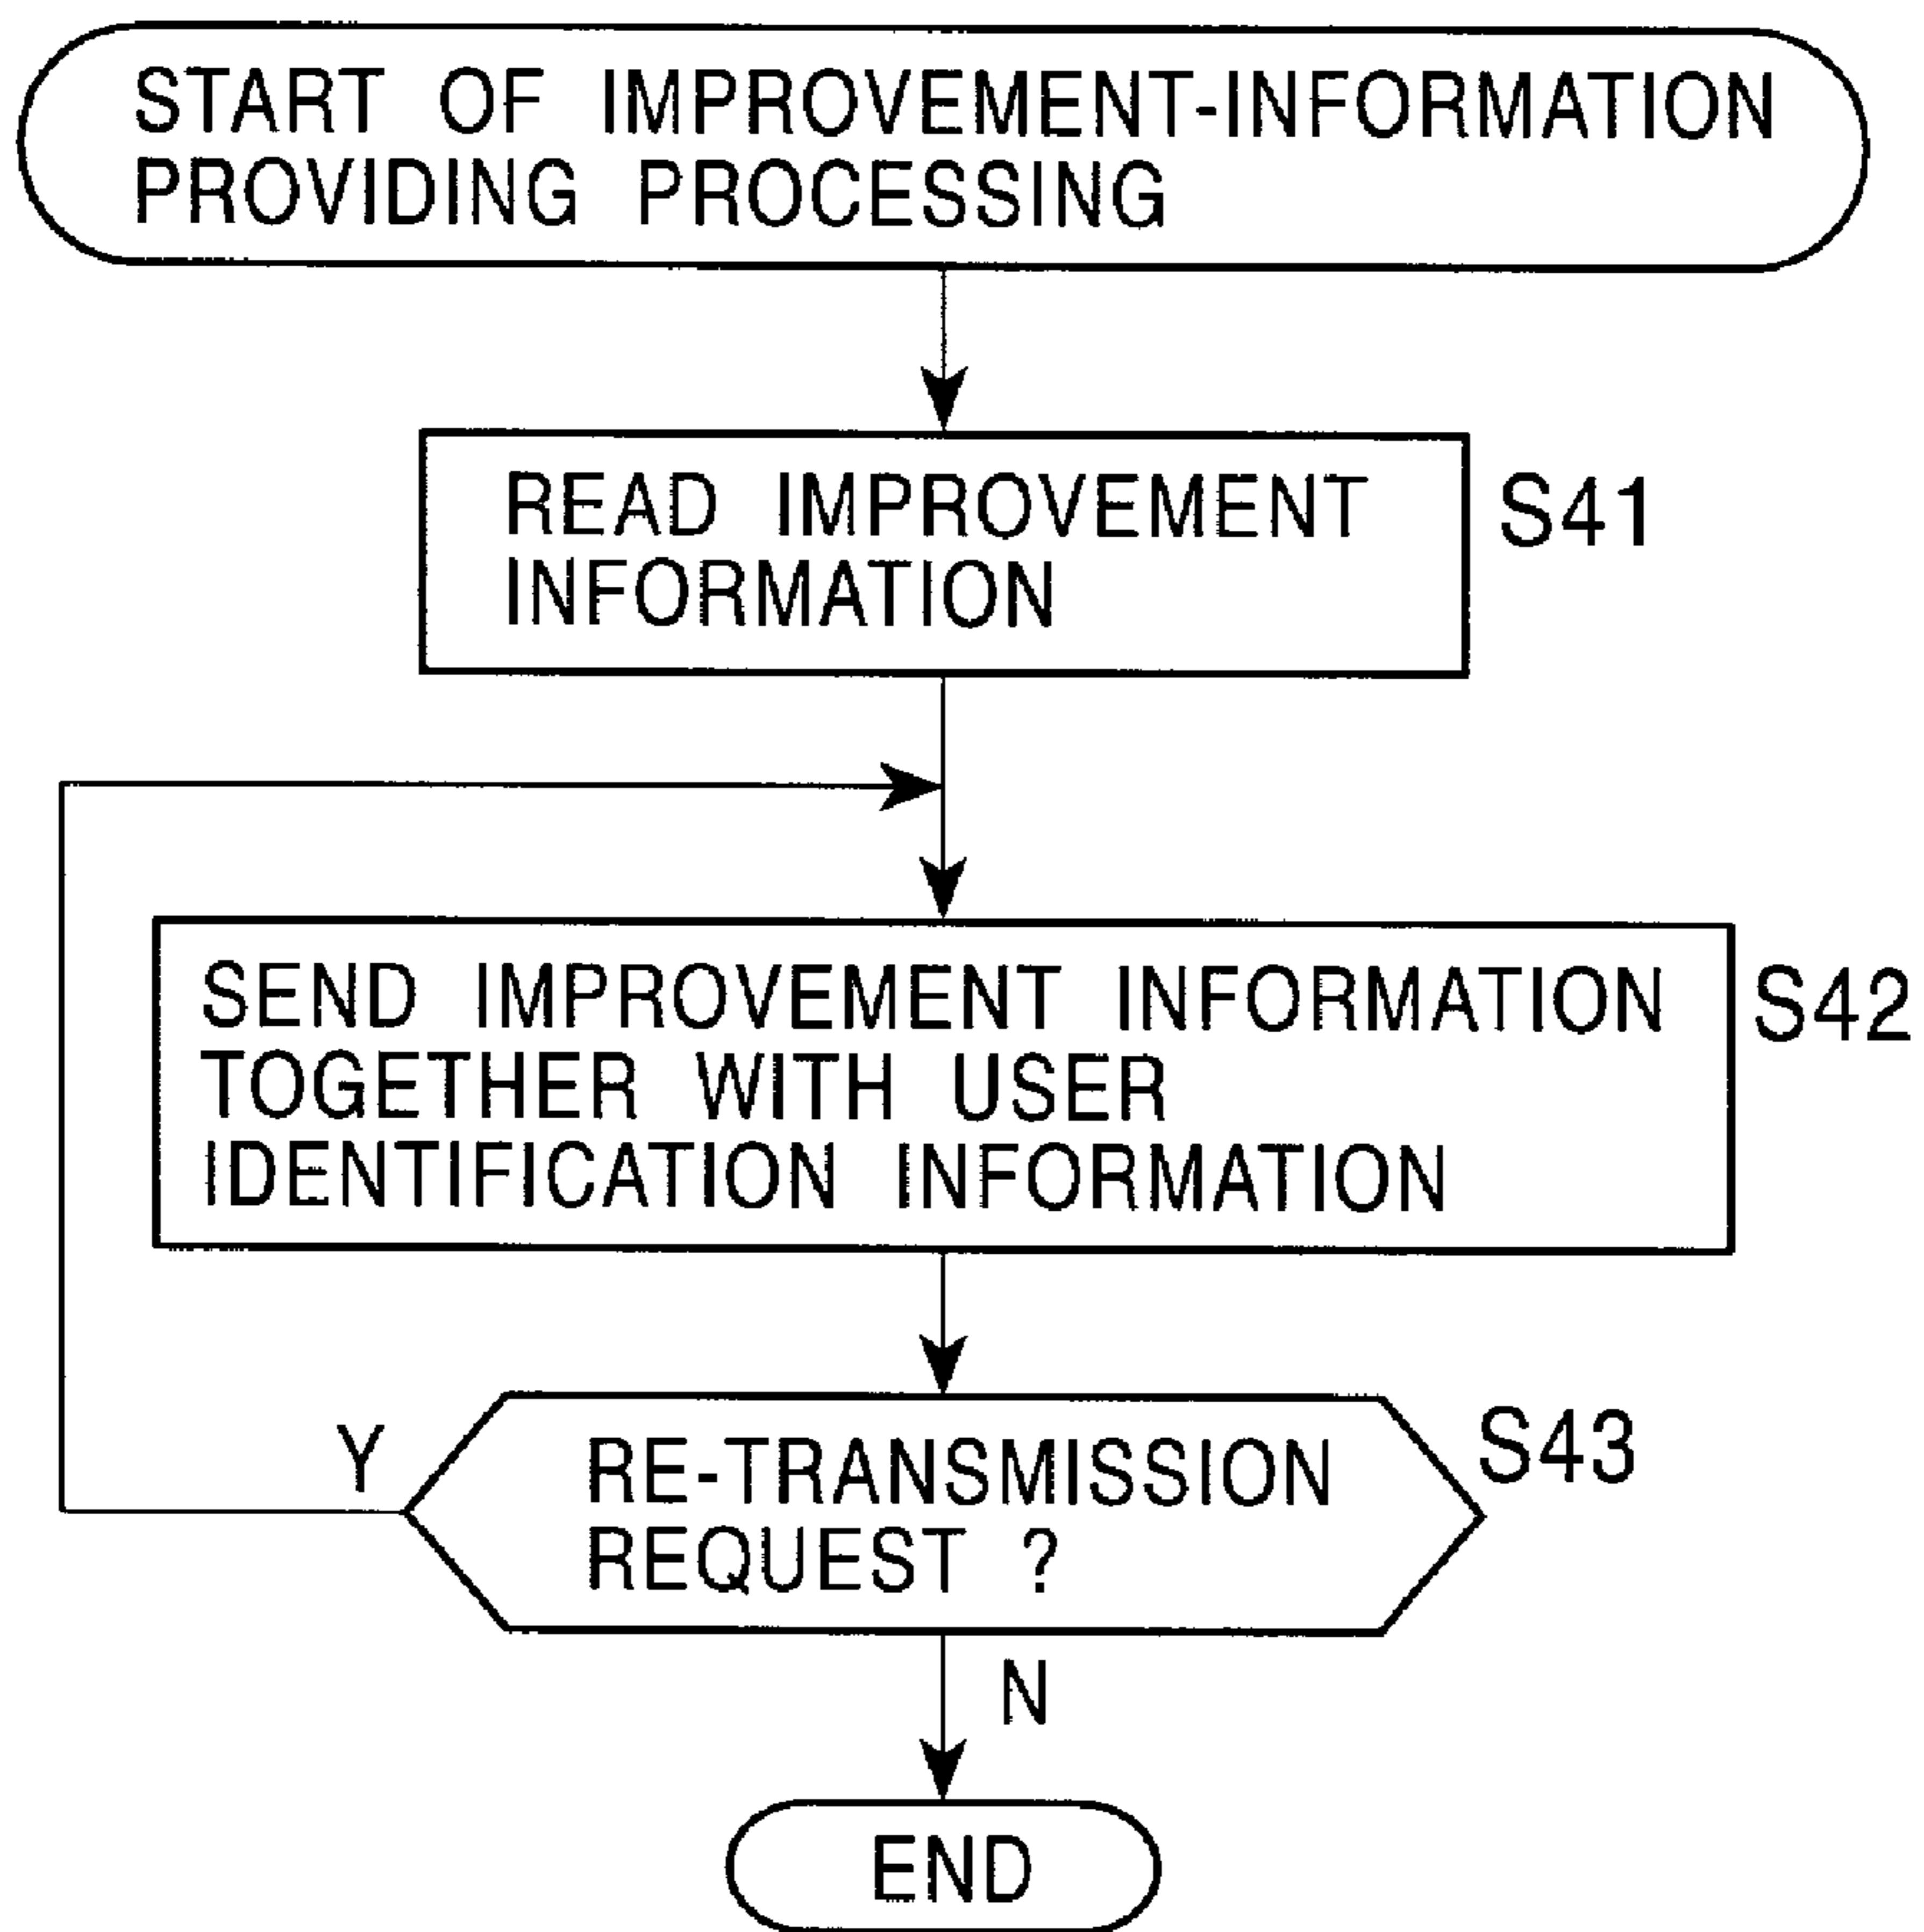 START OF IMPROVEMENT-INFORMATION
PROVIDING PROCESSING
READ IMPROVEMENT
INFORMATION
S41
SEND IMPROVEMENT INFORMATION
TOGETHER WITH USER
IDENTIFICATION INFORMATION
S42
Y
RE-TRANSMISSION
REQUEST ?
S43
N
END